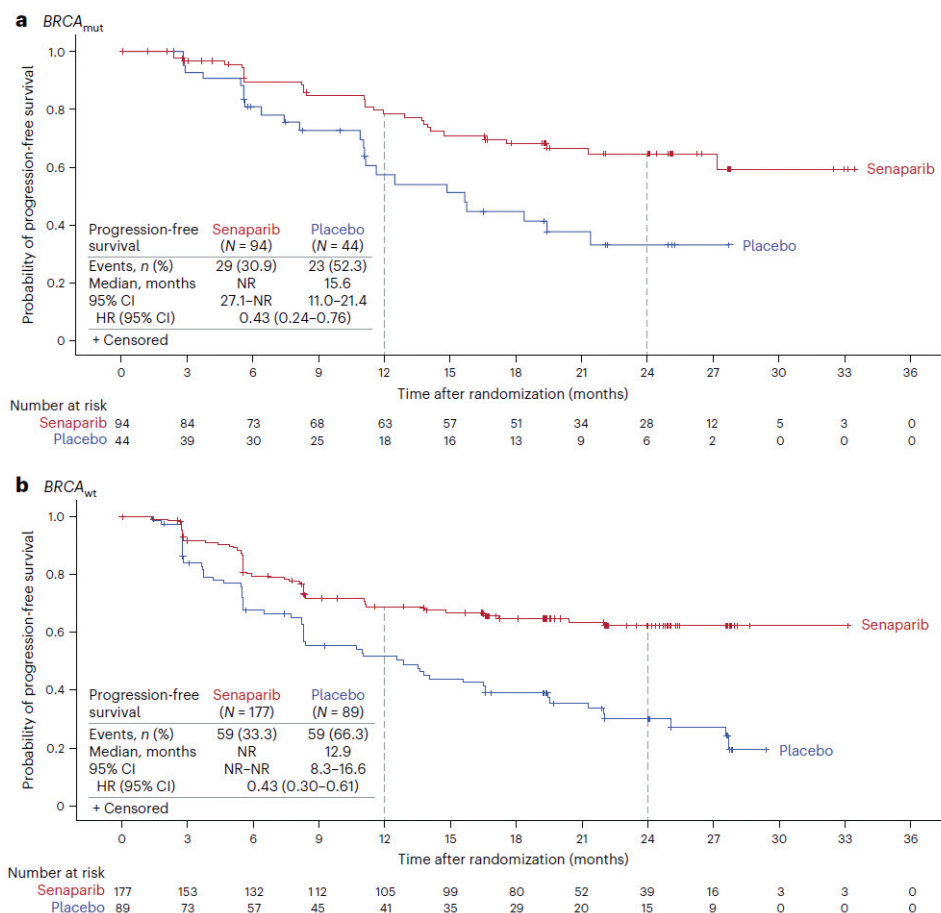 a BRCAmut
1.0
0.8
0.6
0.4
0.2
0
Probability of progression-free survival
Senaparib
Placebo
Progression-free survival Senaparib (N = 94) Placebo (N = 44)
Events, n (%) 29 (30.9) 23 (52.3)
Median, months NR 15.6
95% CI 27.1–NR 11.0–21.4
HR (95% CI) 0.43 (0.24–0.76)
+ Censored
0 3 6 9 12 15 18 21 24 27 30 33 36
Time after randomization (months)
Number at risk
Senaparib 94 84 73 68 63 57 51 34 28 12 5 3 0
Placebo 44 39 30 25 18 16 13 9 6 2 0 0 0
b BRCAwt
1.0
0.8
0.6
0.4
0.2
0
Probability of progression-free survival
Senaparib
Placebo
Progression-free survival Senaparib (N = 177) Placebo (N = 89)
Events, n (%) 59 (33.3) 59 (66.3)
Median, months NR 12.9
95% CI NR–NR 8.3–16.6
HR (95% CI) 0.43 (0.30–0.61)
+ Censored
0 3 6 9 12 15 18 21 24 27 30 33 36
Time after randomization (months)
Number at risk
Senaparib 177 153 132 112 105 99 80 52 39 16 3 3 0
Placebo 89 73 57 45 41 35 29 20 15 9 0 0 0